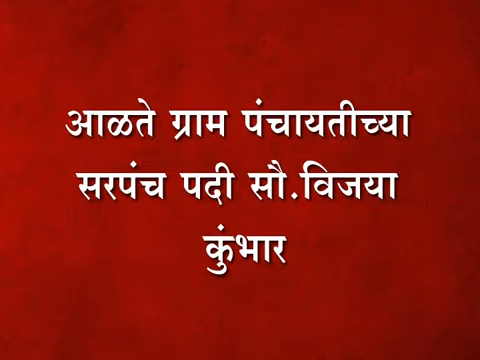 आळते ग्राम पंचायतीच्या
सरपंच पदी सौ.विजया
कुंभार